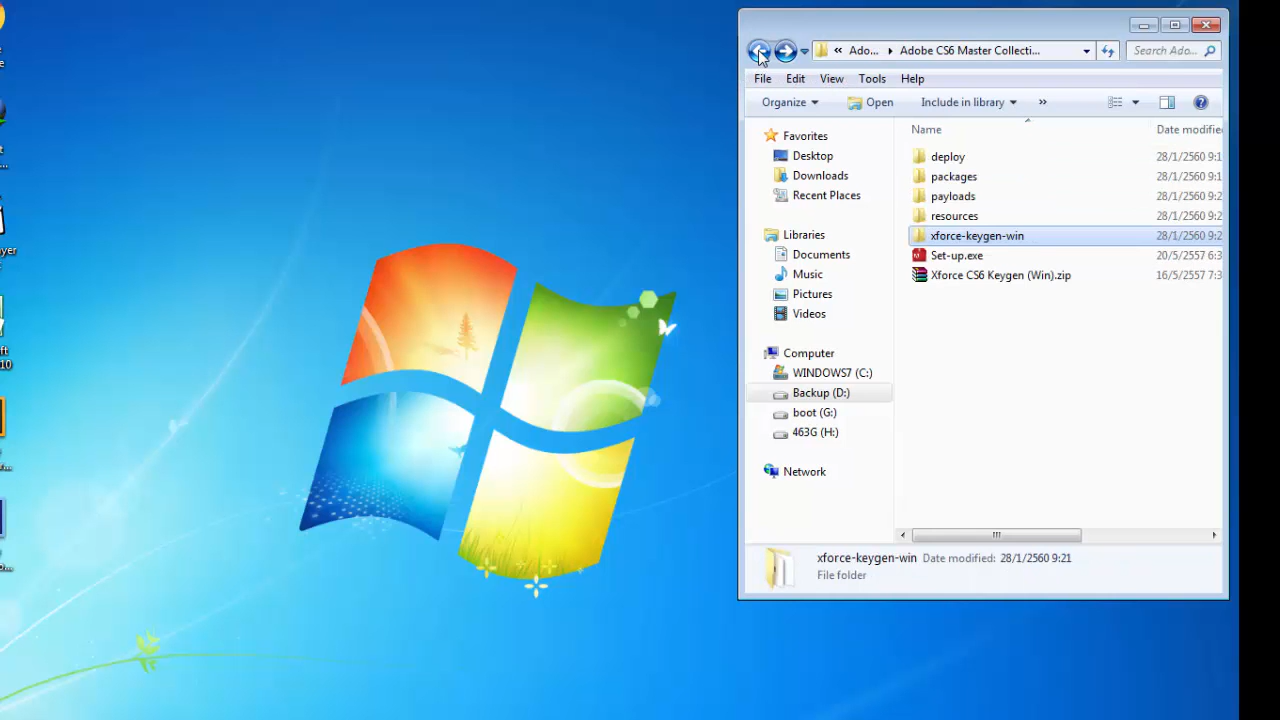 e
e
t
...
ayer
:
ft
10
r
r...
o...
« Ado... Adobe CS6 Master Collecti...
Search Ado...
File Edit View Tools Help
Organize Open Include in library »
Favorites
Desktop
Downloads
Recent Places
Libraries
Documents
Music
Pictures
Videos
Computer
WINDOWS7 (C:)
Backup (D:)
boot (G:)
463G (H:)
Network
Name Date modified
deploy 28/1/2560 9:1
packages 28/1/2560 9:1
payloads 28/1/2560 9:2
resources 28/1/2560 9:2
xforce-keygen-win 28/1/2560 9:2
Set-up.exe 20/5/2557 6:3
Xforce CS6 Keygen (Win).zip 16/5/2557 7:3
xforce-keygen-win Date modified: 28/1/2560 9:21
File folder